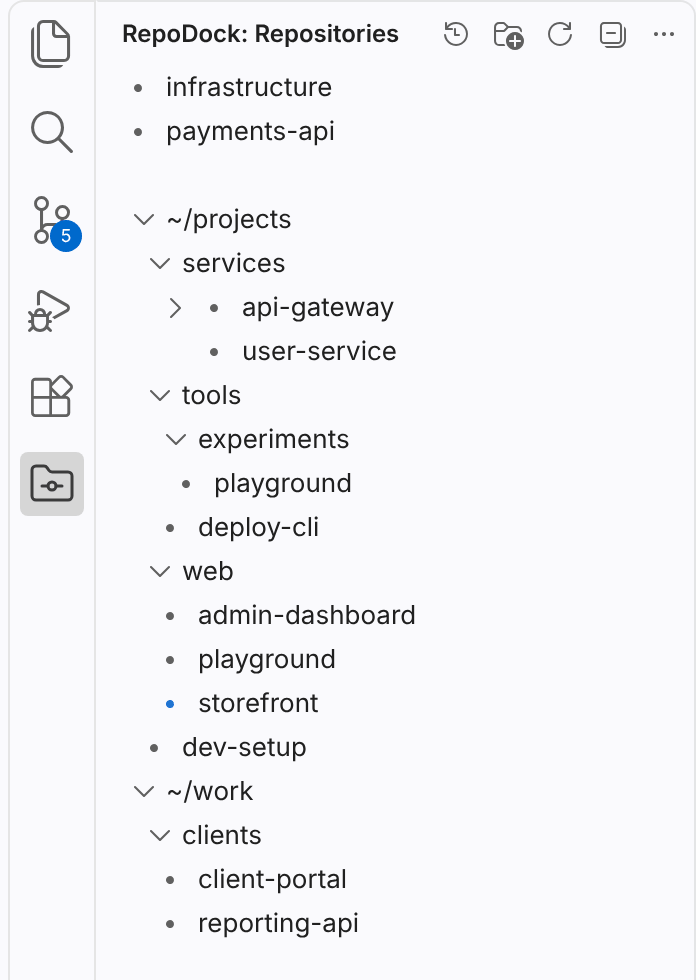 RepoDock: Repositories
infrastructure
payments-api
~/projects
services
5
api-gateway
user-service
tools
experiments
playground
deploy-cli
web
admin-dashboard
playground
storefront
dev-setup
~/work
clients
client-portal
reporting-api